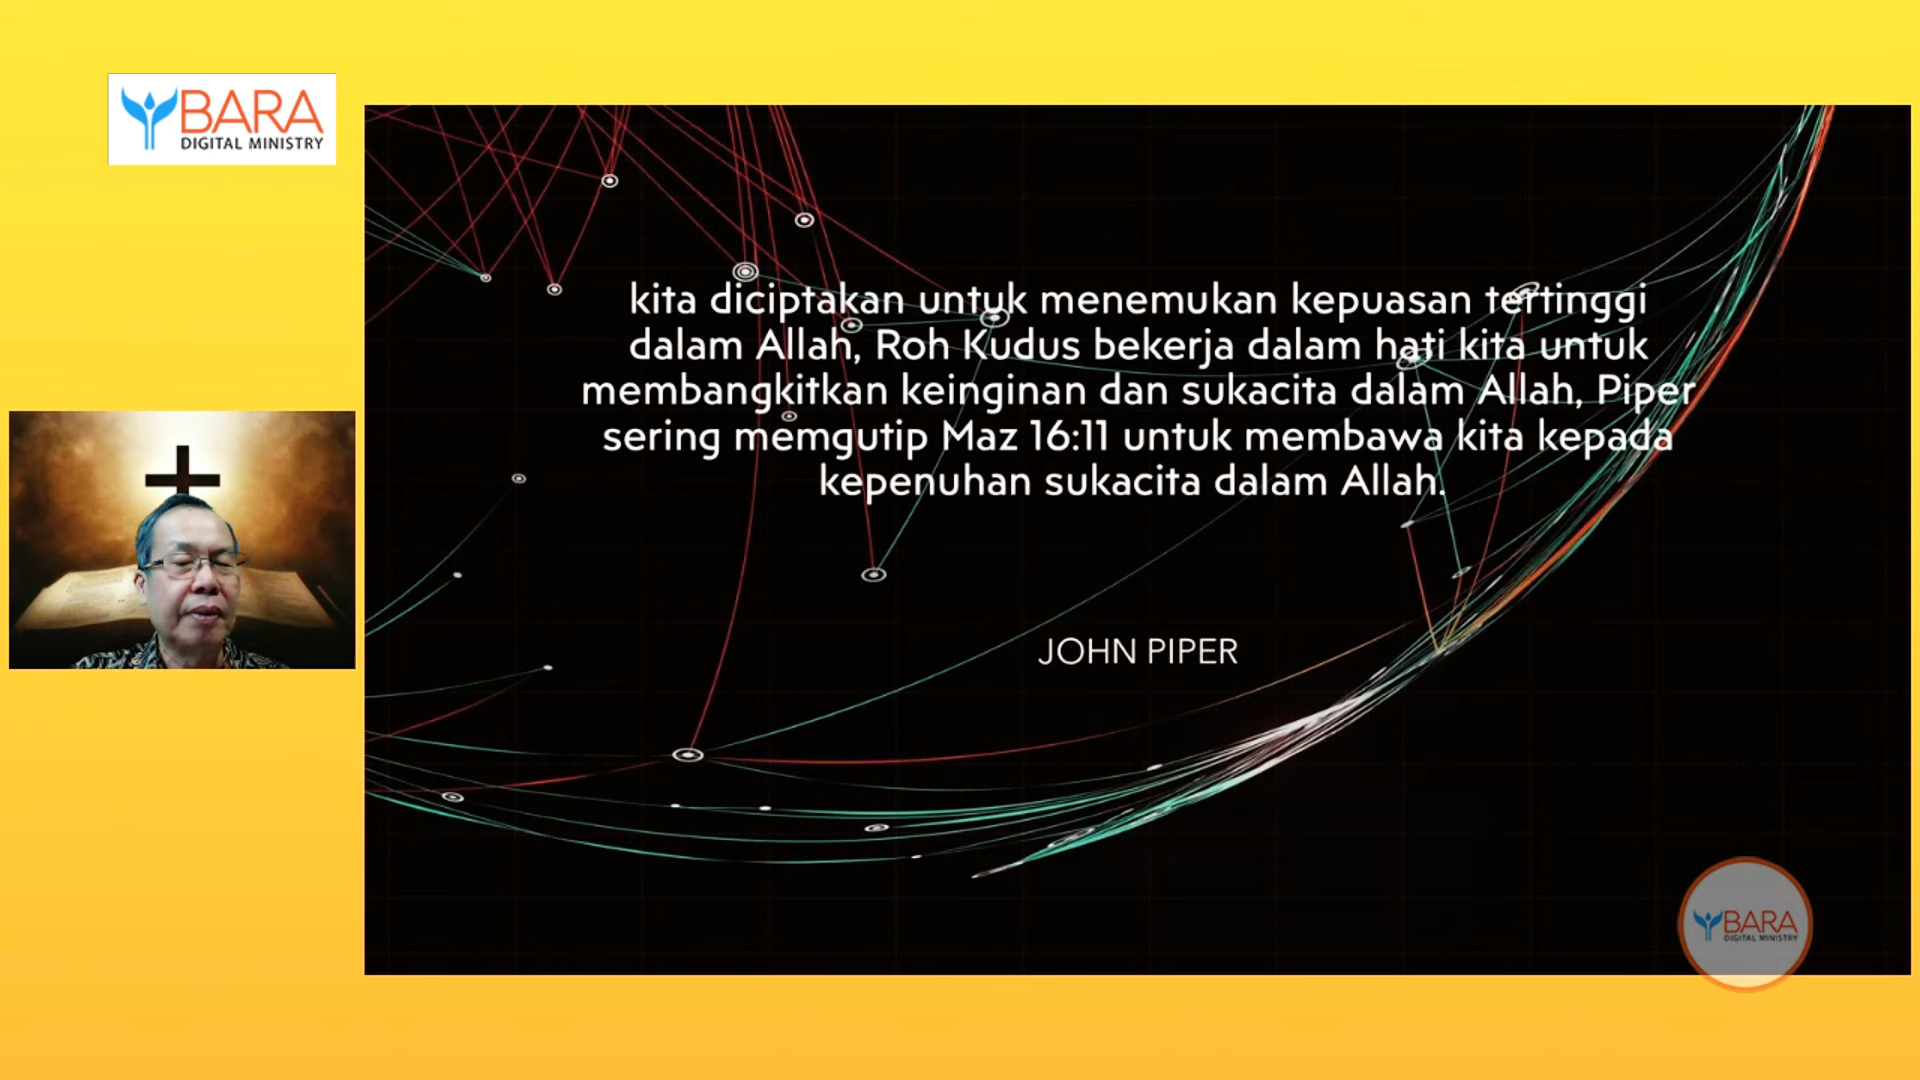 BARA
DIGITAL MINISTRY
kita diciptakan untuk menemukan kepuasan tertinggi
dalam Allah, Roh Kudus bekerja dalam hati kita untuk
membangkitkan keinginan dan sukacita dalam Allah, Piper
sering memgutip Maz 16:11 untuk membawa kita kepada
kepenuhan sukacita dalam Allah.
JOHN PIPER
BARA
DIGITAL MINISTRY